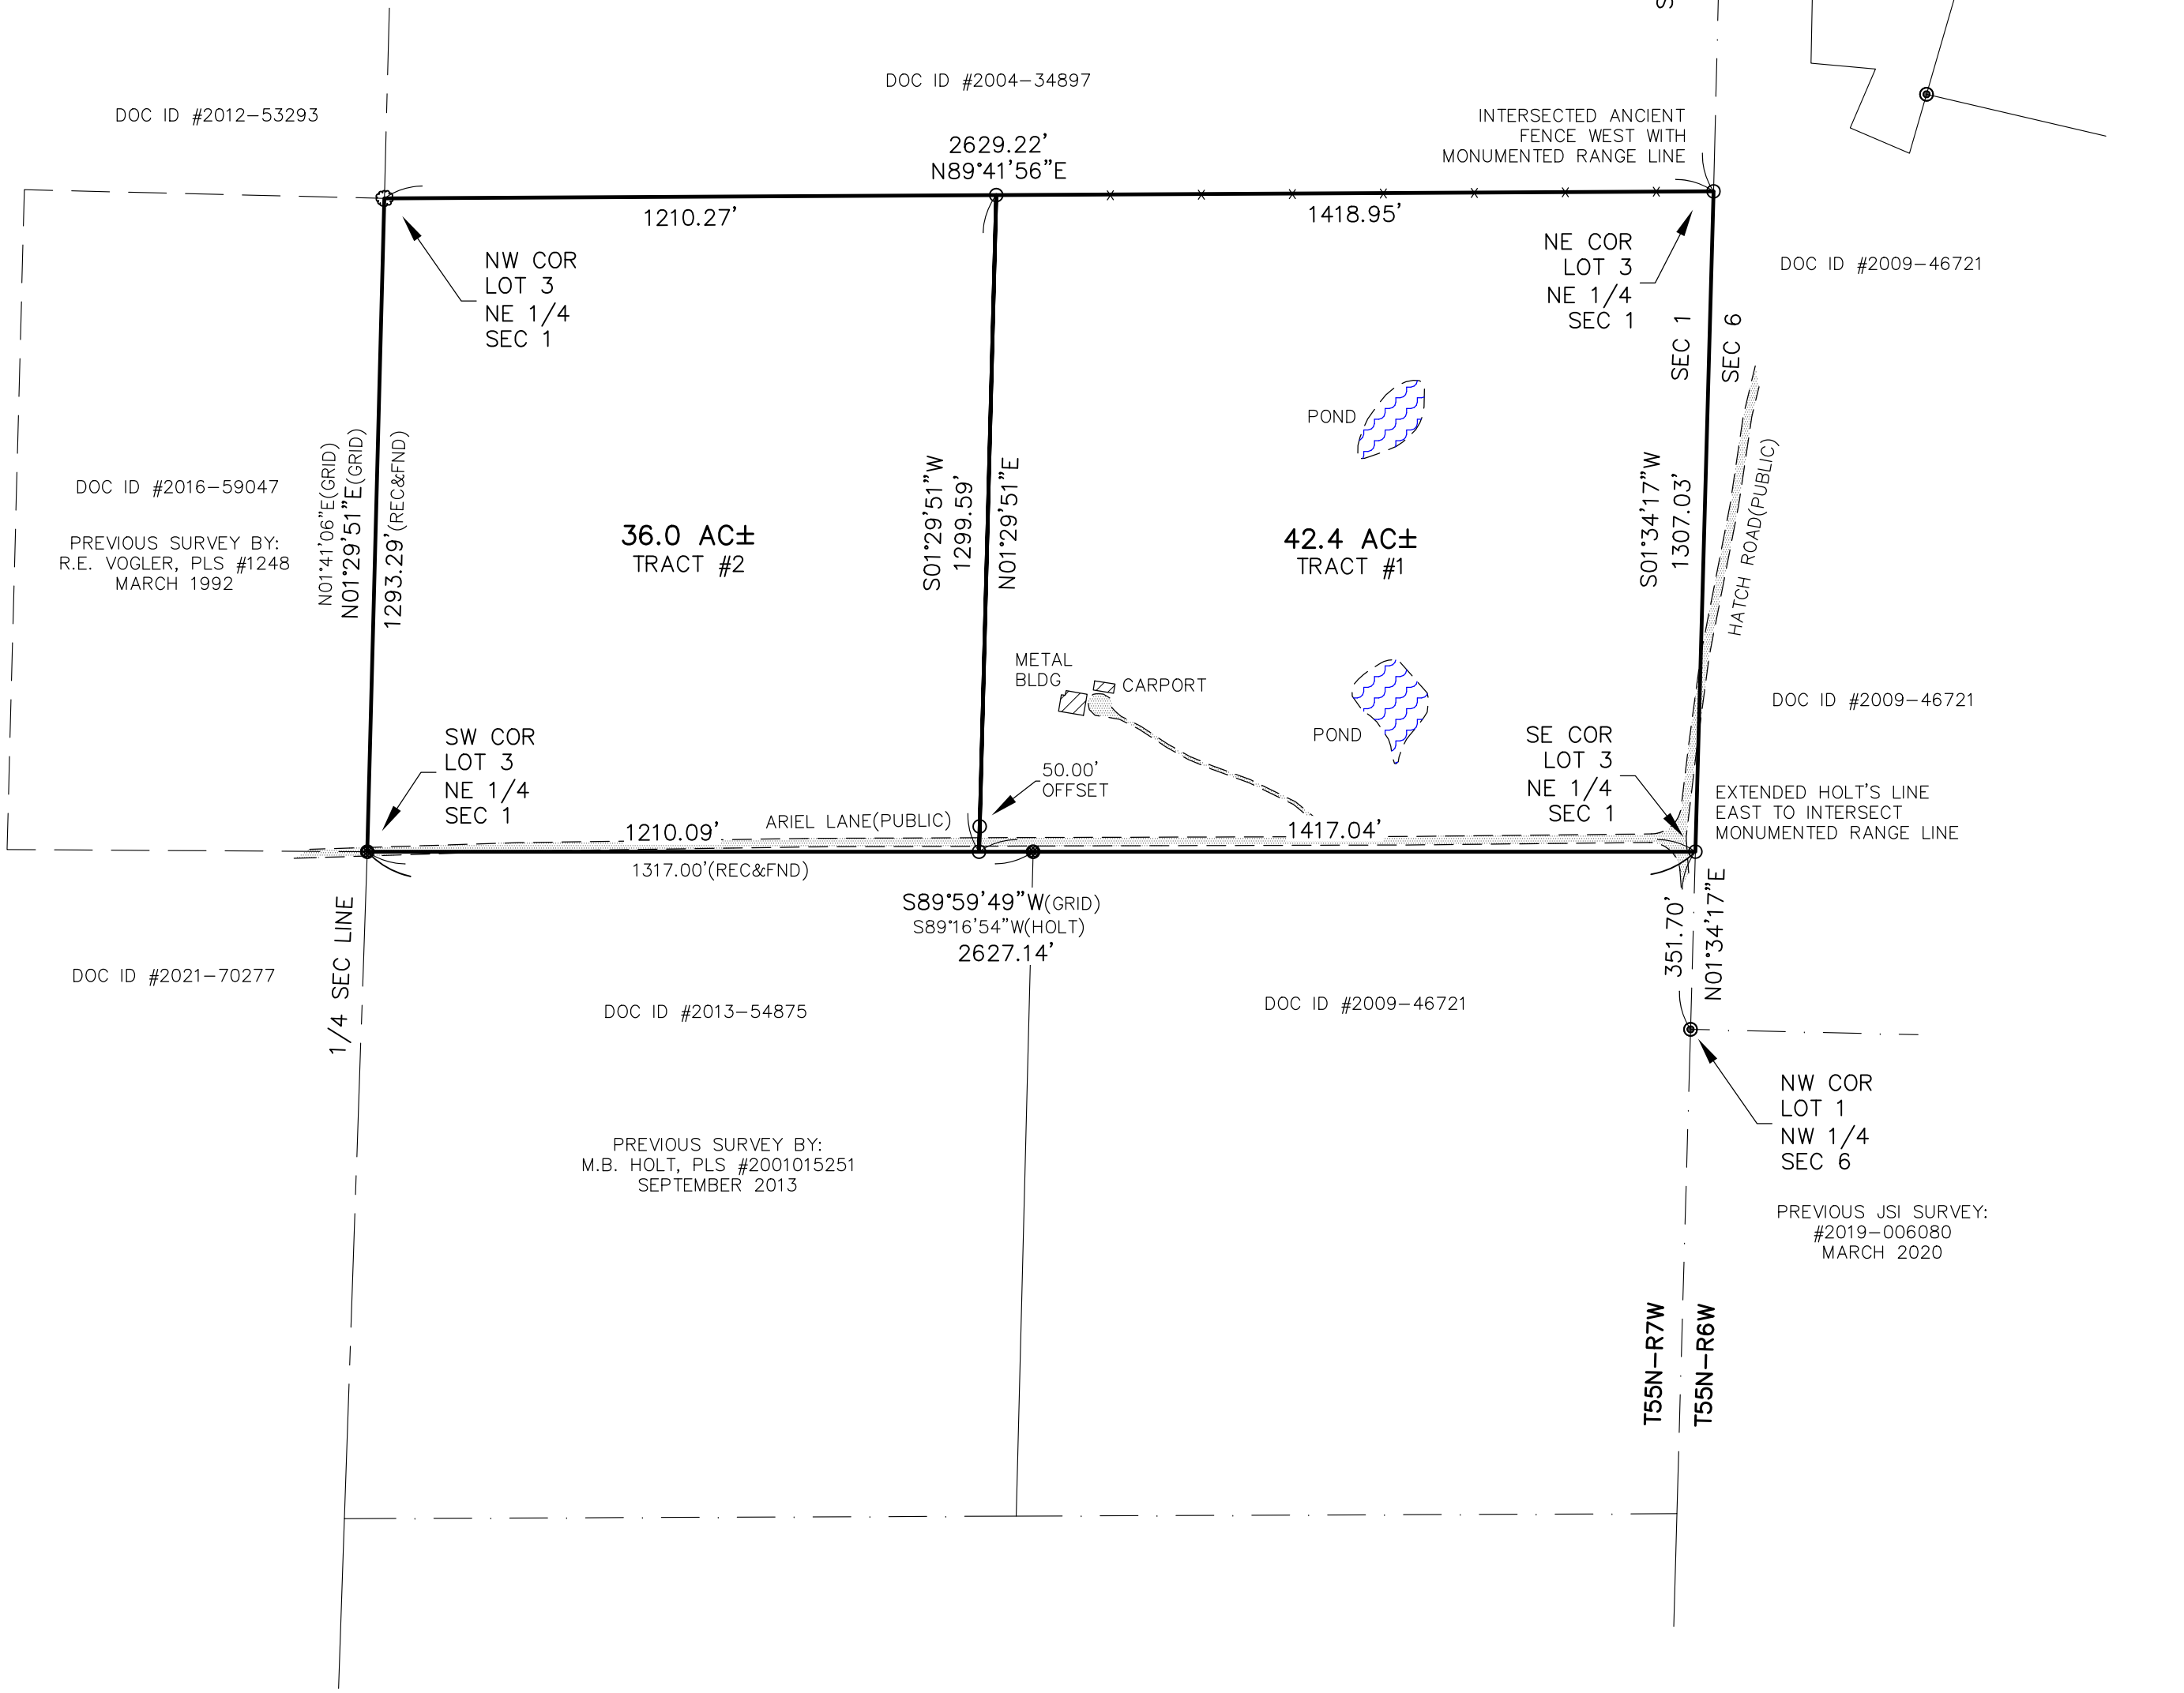 S
DOC ID #2004-34897
DOC ID #2012-53293
INTERSECTED ANCIENT
FENCE WEST WITH
MONUMENTED RANGE LINE
2629.22'
N89°41'56"E
1210.27'
1418.95'
NW COR
LOT 3
NE 1/4
SEC 1
NE COR
LOT 3
NE 1/4
SEC 1
DOC ID #2009-46721
SEC 1
SEC 6
POND
DOC ID #2016-59047
PREVIOUS SURVEY BY:
R.E. VOGLER, PLS #1248
MARCH 1992
N01°41'06"E(GRID)
N01°29'51"E(GRID)
1293.29'(REC&FND)
36.0 AC±
TRACT #2
S01°29'51"W
1299.59'
N01°29'51"E
42.4 AC±
TRACT #1
S01°34'17"W
1307.03'
HATCH ROAD(PUBLIC)
METAL
BLDG
CARPORT
POND
DOC ID #2009-46721
SW COR
LOT 3
NE 1/4
SEC 1
50.00'
OFFSET
SE COR
LOT 3
NE 1/4
SEC 1
EXTENDED HOLT'S LINE
EAST TO INTERSECT
MONUMENTED RANGE LINE
1210.09'
ARIEL LANE(PUBLIC)
1417.04'
1317.00'(REC&FND)
S89°59'49"W(GRID)
S89°16'54"W(HOLT)
2627.14'
351.70'
N01°34'17"E
1/4 SEC LINE
DOC ID #2021-70277
DOC ID #2013-54875
DOC ID #2009-46721
NW COR
LOT 1
NW 1/4
SEC 6
PREVIOUS SURVEY BY:
M.B. HOLT, PLS #2001015251
SEPTEMBER 2013
PREVIOUS JSI SURVEY:
#2019-006080
MARCH 2020
T55N-R7W
T55N-R6W